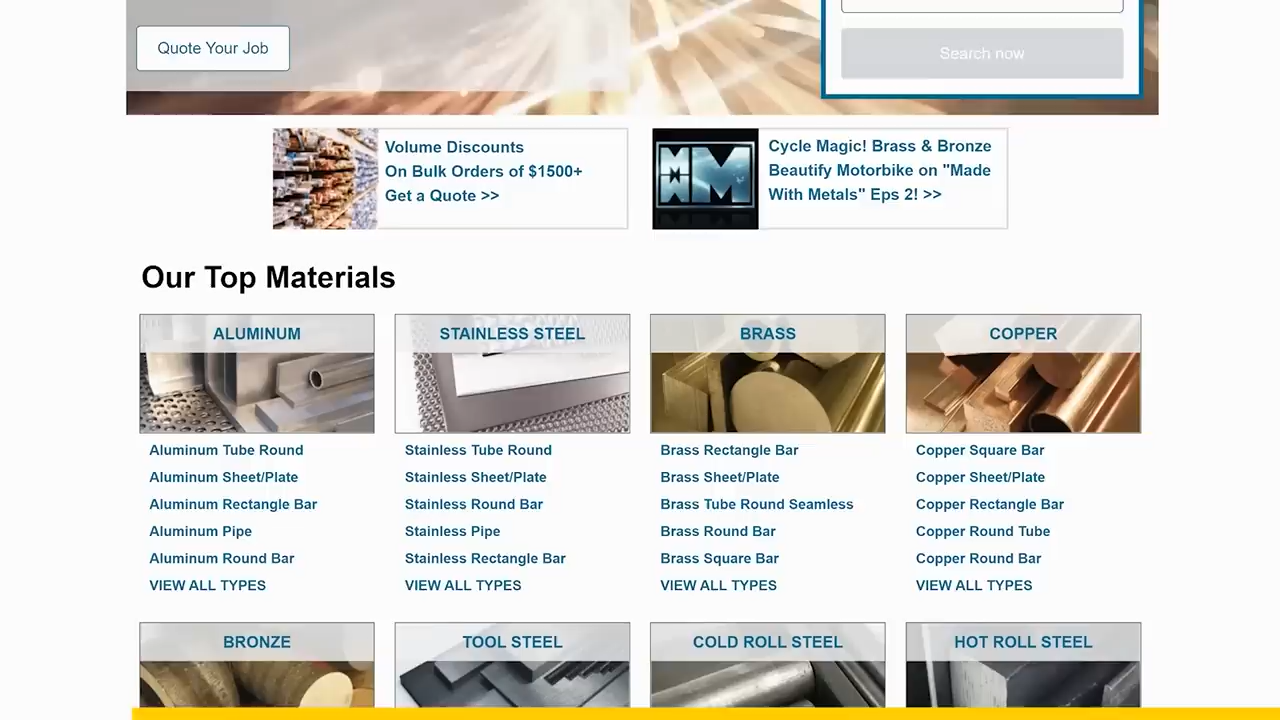 Quote Your Job
Search now
Volume Discounts
On Bulk Orders of $1500+
Get a Quote >>
Cycle Magic! Brass & Bronze
Beautify Motorbike on "Made
With Metals" Eps 2! >>
Our Top Materials
ALUMINUM
Aluminum Tube Round
Aluminum Sheet/Plate
Aluminum Rectangle Bar
Aluminum Pipe
Aluminum Round Bar
VIEW ALL TYPES
STAINLESS STEEL
Stainless Tube Round
Stainless Sheet/Plate
Stainless Round Bar
Stainless Pipe
Stainless Rectangle Bar
VIEW ALL TYPES
BRASS
Brass Rectangle Bar
Brass Sheet/Plate
Brass Tube Round Seamless
Brass Round Bar
Brass Square Bar
VIEW ALL TYPES
COPPER
Copper Square Bar
Copper Sheet/Plate
Copper Rectangle Bar
Copper Round Tube
Copper Round Bar
VIEW ALL TYPES
BRONZE
TOOL STEEL
COLD ROLL STEEL
HOT ROLL STEEL